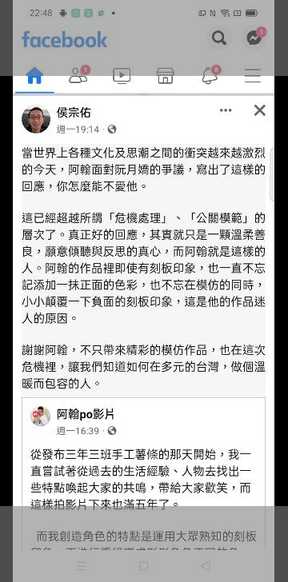 22:48
facebook
侯宗佑
週一19:14 ·
當世界上各種文化及思潮之間的衝突越來越激烈
的今天，阿翰面對阮月嬌的爭議，寫出了這樣的
回應，你怎麼能不愛他。
這已經超越所謂「危機處理」、「公關模範」的
層次了。真正好的回應，其實就只是一顆溫柔善
良，願意傾聽與反思的真心，而阿翰就是這樣的
人。阿翰的作品裡即使有刻板印象，也一直不忘
記添加一抹正面的色彩，也不忘在模仿的同時，
小小顛覆一下負面的刻板印象，這是他的作品迷
人的原因。
謝謝阿翰，不只帶來精彩的模仿作品，也在這次
危機裡，讓我們知道如何在多元的台灣，做個溫
暖而包容的人。
阿翰po影片
週一16:39 ·
從發布三年三班手工薯條的那天開始，我一
直嘗試著從過去的生活經驗、人物去找出一
些特點喚起大家的共鳴，帶給大家歡笑，而
這樣拍影片下來也滿五年了。
而我創造角色的特點是運用大眾熟知的刻板